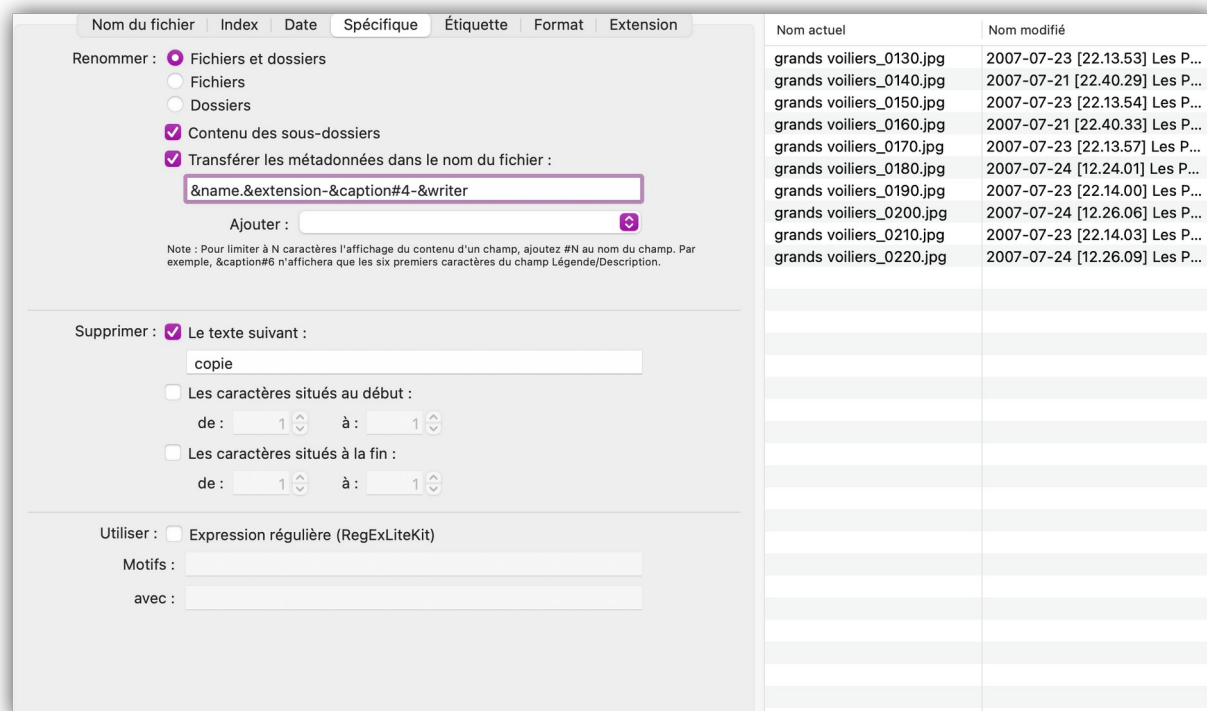 Nom du fichier Index Date Spécifique Étiquette Format Extension
Renommer : Fichiers et dossiers
Fichiers
Dossiers
Contenu des sous-dossiers
Transférer les métadonnées dans le nom du fichier :
&name.&extension-&caption#4-&writer
Ajouter :
Note : Pour limiter à N caractères l'affichage du contenu d'un champ, ajoutez #N au nom du champ. Par
exemple, &caption#6 n'affichera que les six premiers caractères du champ Légende/Description.
Supprimer : Le texte suivant :
copie
Les caractères situés au début :
de : 1 à : 1
Les caractères situés à la fin :
de : 1 à : 1
Utiliser : Expression régulière (RegExLiteKit)
Motifs :
avec :
Nom actuel Nom modifié
grands voiliers_0130.jpg 2007-07-23 [22.13.53] Les P...
grands voiliers_0140.jpg 2007-07-21 [22.40.29] Les P...
grands voiliers_0150.jpg 2007-07-23 [22.13.54] Les P...
grands voiliers_0160.jpg 2007-07-21 [22.40.33] Les P...
grands voiliers_0170.jpg 2007-07-23 [22.13.57] Les P...
grands voiliers_0180.jpg 2007-07-24 [12.24.01] Les P...
grands voiliers_0190.jpg 2007-07-23 [22.14.00] Les P...
grands voiliers_0200.jpg 2007-07-24 [12.26.06] Les P...
grands voiliers_0210.jpg 2007-07-23 [22.14.03] Les P...
grands voiliers_0220.jpg 2007-07-24 [12.26.09] Les P...